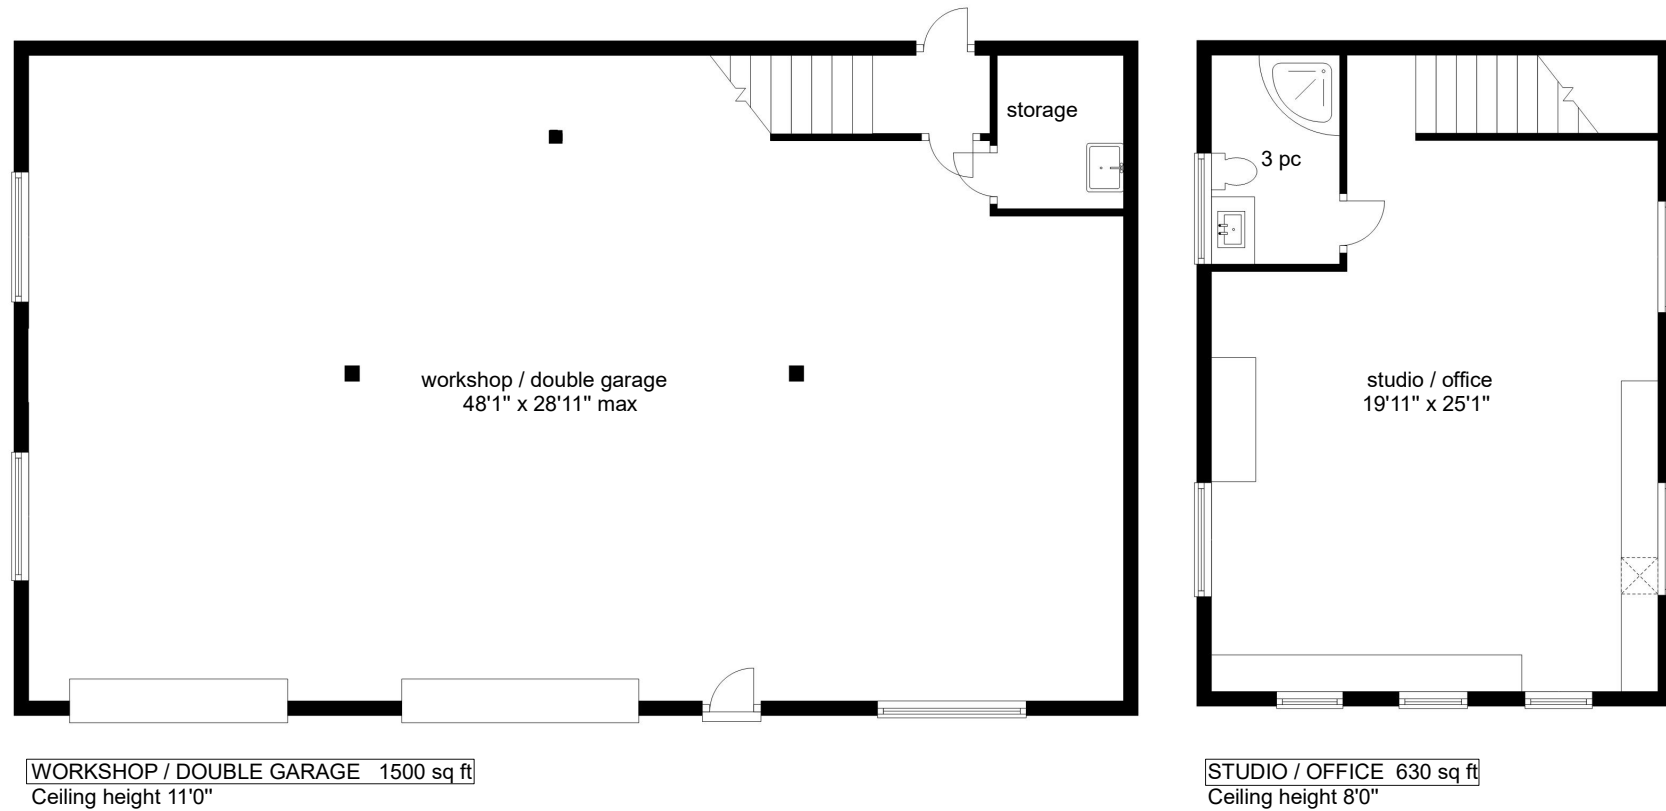 storage
3 pc
workshop / double garage
48'1" x 28'11" max
studio / office
19'11" x 25'1"
WORKSHOP / DOUBLE GARAGE 1500 sq ft
Ceiling height 11'0"
STUDIO / OFFICE 630 sq ft
Ceiling height 8'0"